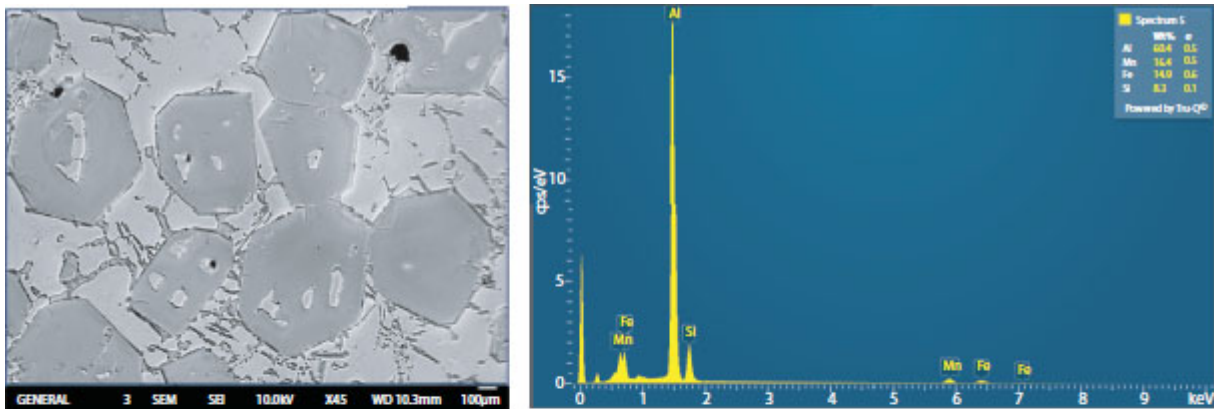 GENERAL 3 SEM SEI 10.0kV X45 WD 10.3mm 100µm
Al
Spectrum 5
Wt% σ
Al 60.4 0.5
Mn 16.4 0.5
Fe 14.9 0.6
Si 8.3 0.1
Powered by Tru-Q®
15
10
cps/eV
5
Fe
Mn
Si
Mn Fe Fe
0
0 1 2 3 4 5 6 7 8 9 keV